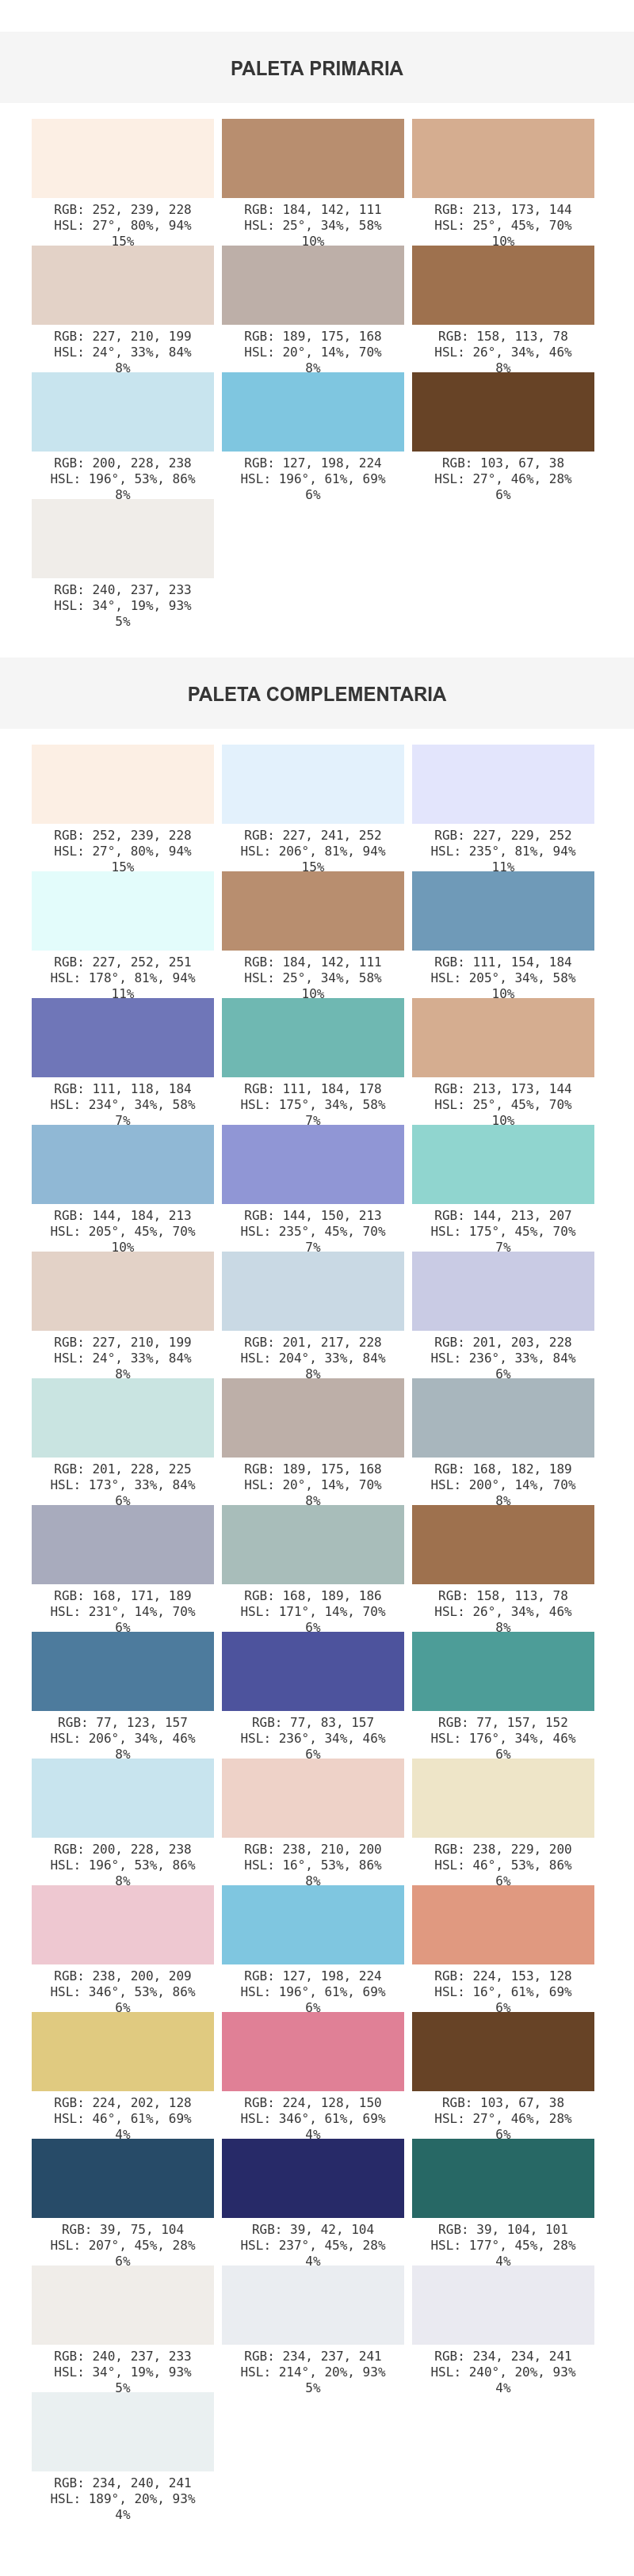 PALETA PRIMARIA
RGB: 252, 239, 228
HSL: 27°, 80%, 94%
15%
RGB: 184, 142, 111
HSL: 25°, 34%, 58%
10%
RGB: 213, 173, 144
HSL: 25°, 45%, 70%
10%
RGB: 227, 210, 199
HSL: 24°, 33%, 84%
8%
RGB: 189, 175, 168
HSL: 20°, 14%, 70%
8%
RGB: 158, 113, 78
HSL: 26°, 34%, 46%
8%
RGB: 200, 228, 238
HSL: 196°, 53%, 86%
8%
RGB: 127, 198, 224
HSL: 196°, 61%, 69%
6%
RGB: 103, 67, 38
HSL: 27°, 46%, 28%
6%
RGB: 240, 237, 233
HSL: 34°, 19%, 93%
5%
PALETA COMPLEMENTARIA
RGB: 252, 239, 228
HSL: 27°, 80%, 94%
15%
RGB: 227, 241, 252
HSL: 206°, 81%, 94%
15%
RGB: 227, 229, 252
HSL: 235°, 81%, 94%
11%
RGB: 227, 252, 251
HSL: 178°, 81%, 94%
11%
RGB: 184, 142, 111
HSL: 25°, 34%, 58%
10%
RGB: 111, 154, 184
HSL: 205°, 34%, 58%
10%
RGB: 111, 118, 184
HSL: 234°, 34%, 58%
7%
RGB: 111, 184, 178
HSL: 175°, 34%, 58%
7%
RGB: 213, 173, 144
HSL: 25°, 45%, 70%
10%
RGB: 144, 184, 213
HSL: 205°, 45%, 70%
10%
RGB: 144, 150, 213
HSL: 235°, 45%, 70%
7%
RGB: 144, 213, 207
HSL: 175°, 45%, 70%
7%
RGB: 227, 210, 199
HSL: 24°, 33%, 84%
8%
RGB: 201, 217, 228
HSL: 204°, 33%, 84%
8%
RGB: 201, 203, 228
HSL: 236°, 33%, 84%
6%
RGB: 201, 228, 225
HSL: 173°, 33%, 84%
6%
RGB: 189, 175, 168
HSL: 20°, 14%, 70%
8%
RGB: 168, 182, 189
HSL: 200°, 14%, 70%
8%
RGB: 168, 171, 189
HSL: 231°, 14%, 70%
6%
RGB: 168, 189, 186
HSL: 171°, 14%, 70%
6%
RGB: 158, 113, 78
HSL: 26°, 34%, 46%
8%
RGB: 77, 123, 157
HSL: 206°, 34%, 46%
8%
RGB: 77, 83, 157
HSL: 236°, 34%, 46%
6%
RGB: 77, 157, 152
HSL: 176°, 34%, 46%
6%
RGB: 200, 228, 238
HSL: 196°, 53%, 86%
8%
RGB: 238, 210, 200
HSL: 16°, 53%, 86%
8%
RGB: 238, 229, 200
HSL: 46°, 53%, 86%
6%
RGB: 238, 200, 209
HSL: 346°, 53%, 86%
6%
RGB: 127, 198, 224
HSL: 196°, 61%, 69%
6%
RGB: 224, 153, 128
HSL: 16°, 61%, 69%
6%
RGB: 224, 202, 128
HSL: 46°, 61%, 69%
4%
RGB: 224, 128, 150
HSL: 346°, 61%, 69%
4%
RGB: 103, 67, 38
HSL: 27°, 46%, 28%
6%
RGB: 39, 75, 104
HSL: 207°, 45%, 28%
6%
RGB: 39, 42, 104
HSL: 237°, 45%, 28%
4%
RGB: 39, 104, 101
HSL: 177°, 45%, 28%
4%
RGB: 240, 237, 233
HSL: 34°, 19%, 93%
5%
RGB: 234, 237, 241
HSL: 214°, 20%, 93%
5%
RGB: 234, 234, 241
HSL: 240°, 20%, 93%
4%
RGB: 234, 240, 241
HSL: 189°, 20%, 93%
4%